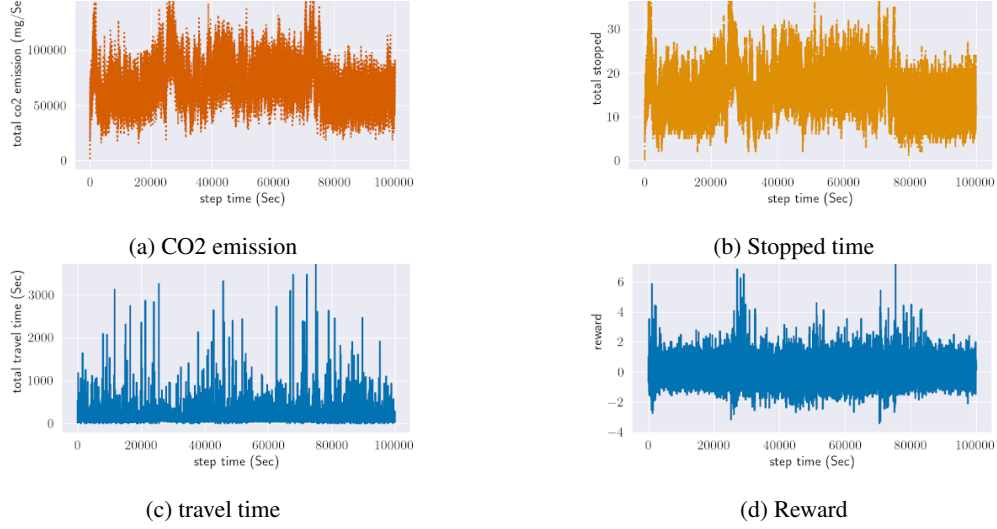 total co2 emission (mg/Se
100000
50000
0
0 20000 40000 60000 80000 100000
step time (Sec)
(a) CO2 emission
total stopped
30
20
10
0
0 20000 40000 60000 80000 100000
step time (Sec)
(b) Stopped time
total travel time (Sec)
3000
2000
1000
0
0 20000 40000 60000 80000 100000
step time (Sec)
(c) travel time
reward
6
4
2
0
−2
−4
0 20000 40000 60000 80000 100000
step time (Sec)
(d) Reward